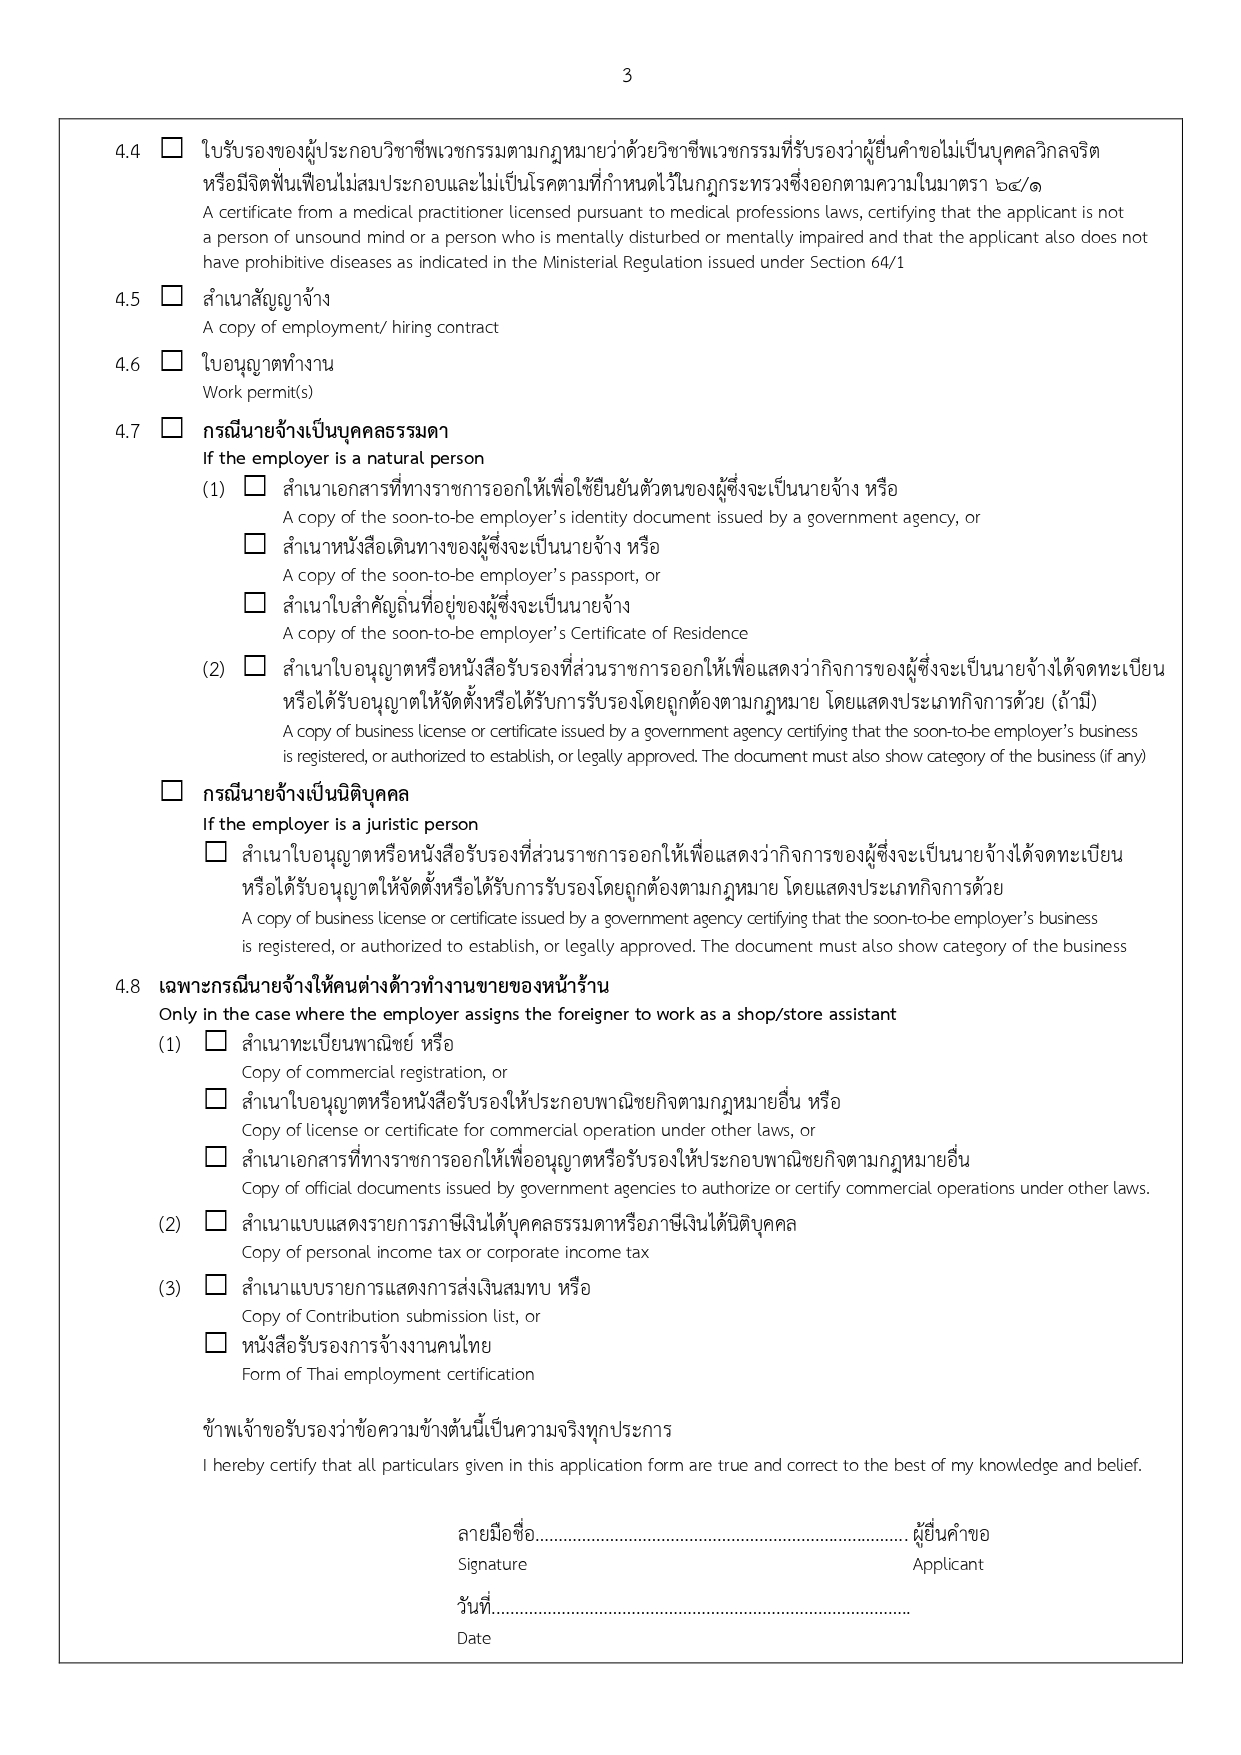 3
4.4 ☐ ใบรับรองของผู้ประกอบวิชาชีพเวชกรรมตามกฎหมายว่าด้วยวิชาชีพเวชกรรมที่รับรองว่าผู้ยื่นคำขอไม่เป็นบุคคลวิกลจริต
หรือมีจิตฟั่นเฟือนไม่สมประกอบและไม่เป็นโรคตามที่กำหนดไว้ในกฎกระทรวงซึ่งออกตามความในมาตรา ๖๔/๑
A certificate from a medical practitioner licensed pursuant to medical professions laws, certifying that the applicant is not
a person of unsound mind or a person who is mentally disturbed or mentally impaired and that the applicant also does not
have prohibitive diseases as indicated in the Ministerial Regulation issued under Section 64/1
4.5 ☐ สำเนาสัญญาจ้าง
A copy of employment/ hiring contract
4.6 ☐ ใบอนุญาตทำงาน
Work permit(s)
4.7 ☐ กรณีนายจ้างเป็นบุคคลธรรมดา
If the employer is a natural person
(1) ☐ สำเนาเอกสารที่ทางราชการออกให้เพื่อใช้ยืนยันตัวตนของผู้ซึ่งจะเป็นนายจ้าง หรือ
A copy of the soon-to-be employer’s identity document issued by a government agency, or
☐ สำเนาหนังสือเดินทางของผู้ซึ่งจะเป็นนายจ้าง หรือ
A copy of the soon-to-be employer’s passport, or
☐ สำเนาใบสำคัญถิ่นที่อยู่ของผู้ซึ่งจะเป็นนายจ้าง
A copy of the soon-to-be employer’s Certificate of Residence
(2) ☐ สำเนาใบอนุญาตหรือหนังสือรับรองที่ส่วนราชการออกให้เพื่อแสดงว่ากิจการของผู้ซึ่งจะเป็นนายจ้างได้จดทะเบียน
หรือได้รับอนุญาตให้จัดตั้งหรือได้รับการรับรองโดยถูกต้องตามกฎหมาย โดยแสดงประเภทกิจการด้วย (ถ้ามี)
A copy of business license or certificate issued by a government agency certifying that the soon-to-be employer’s business
is registered, or authorized to establish, or legally approved. The document must also show category of the business (if any)
☐ กรณีนายจ้างเป็นนิติบุคคล
If the employer is a juristic person
☐ สำเนาใบอนุญาตหรือหนังสือรับรองที่ส่วนราชการออกให้เพื่อแสดงว่ากิจการของผู้ซึ่งจะเป็นนายจ้างได้จดทะเบียน
หรือได้รับอนุญาตให้จัดตั้งหรือได้รับการรับรองโดยถูกต้องตามกฎหมาย โดยแสดงประเภทกิจการด้วย
A copy of business license or certificate issued by a government agency certifying that the soon-to-be employer’s business
is registered, or authorized to establish, or legally approved. The document must also show category of the business
4.8 เฉพาะกรณีนายจ้างให้คนต่างด้าวทำงานขายของหน้าร้าน
Only in the case where the employer assigns the foreigner to work as a shop/store assistant
(1) ☐ สำเนาทะเบียนพาณิชย์ หรือ
Copy of commercial registration, or
☐ สำเนาใบอนุญาตหรือหนังสือรับรองให้ประกอบพาณิชยกิจตามกฎหมายอื่น หรือ
Copy of license or certificate for commercial operation under other laws, or
☐ สำเนาเอกสารที่ทางราชการออกให้เพื่ออนุญาตหรือรับรองให้ประกอบพาณิชยกิจตามกฎหมายอื่น
Copy of official documents issued by government agencies to authorize or certify commercial operations under other laws.
(2) ☐ สำเนาแบบแสดงรายการภาษีเงินได้บุคคลธรรมดาหรือภาษีเงินได้นิติบุคคล
Copy of personal income tax or corporate income tax
(3) ☐ สำเนาแบบรายการแสดงการส่งเงินสมทบ หรือ
Copy of Contribution submission list, or
☐ หนังสือรับรองการจ้างงานคนไทย
Form of Thai employment certification
ข้าพเจ้าขอรับรองว่าข้อความข้างต้นนี้เป็นความจริงทุกประการ
I hereby certify that all particulars given in this application form are true and correct to the best of my knowledge and belief.
ลายมือชื่อ................................................................................ ผู้ยื่นคำขอ
Signature Applicant
วันที่..........................................................................................
Date